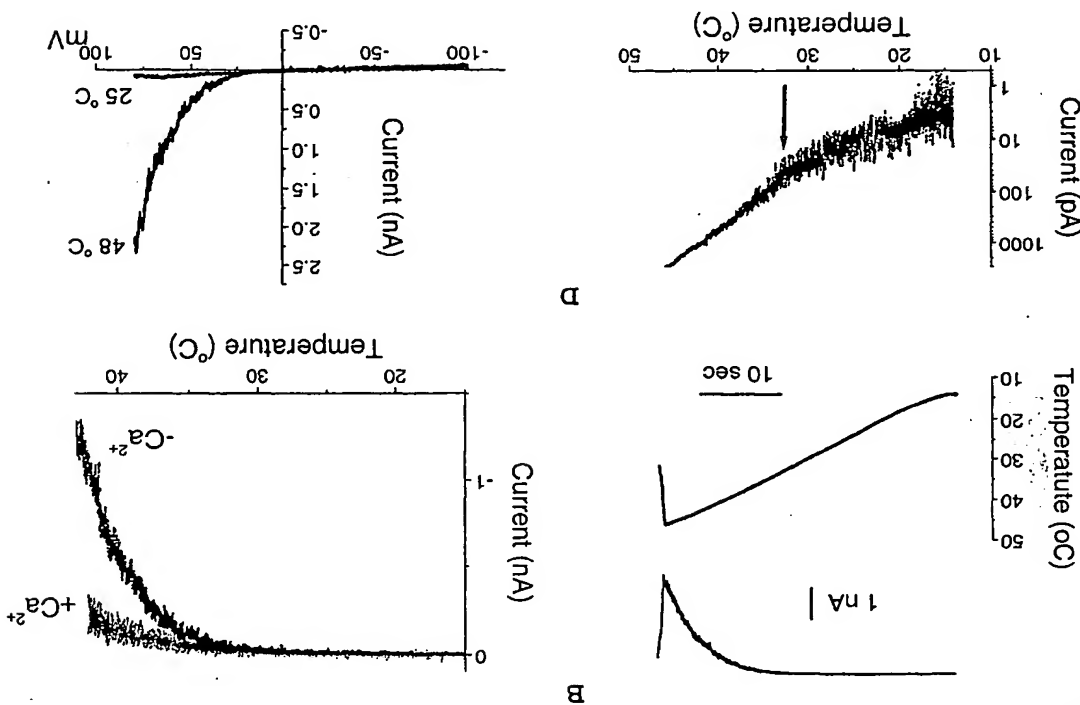 1 nA
Temperatute (oC)
50
40
30
20
10
10 sec
B
Current (nA)
0
-1
+Ca2+
-Ca2+
20
30
40
Temperature (°C)
Current (pA)
1000
100
10
1
10
20
30
40
50
Temperature (°C)
D
Current (nA)
2.5
2.0
1.5
1.0
0.5
-0.5
48 °C
25 °C
-100
-50
50
100
mV